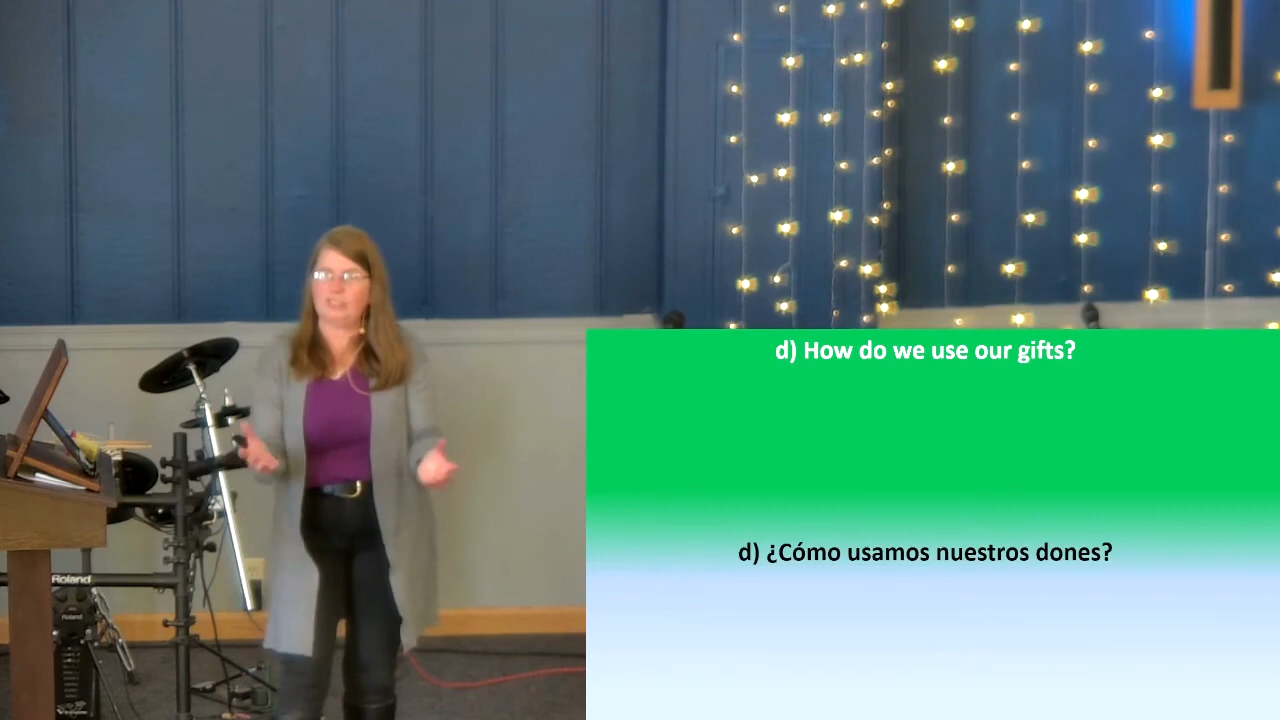 d) How do we use our gifts?
d) ¿Cómo usamos nuestros dones?
Roland
Roland